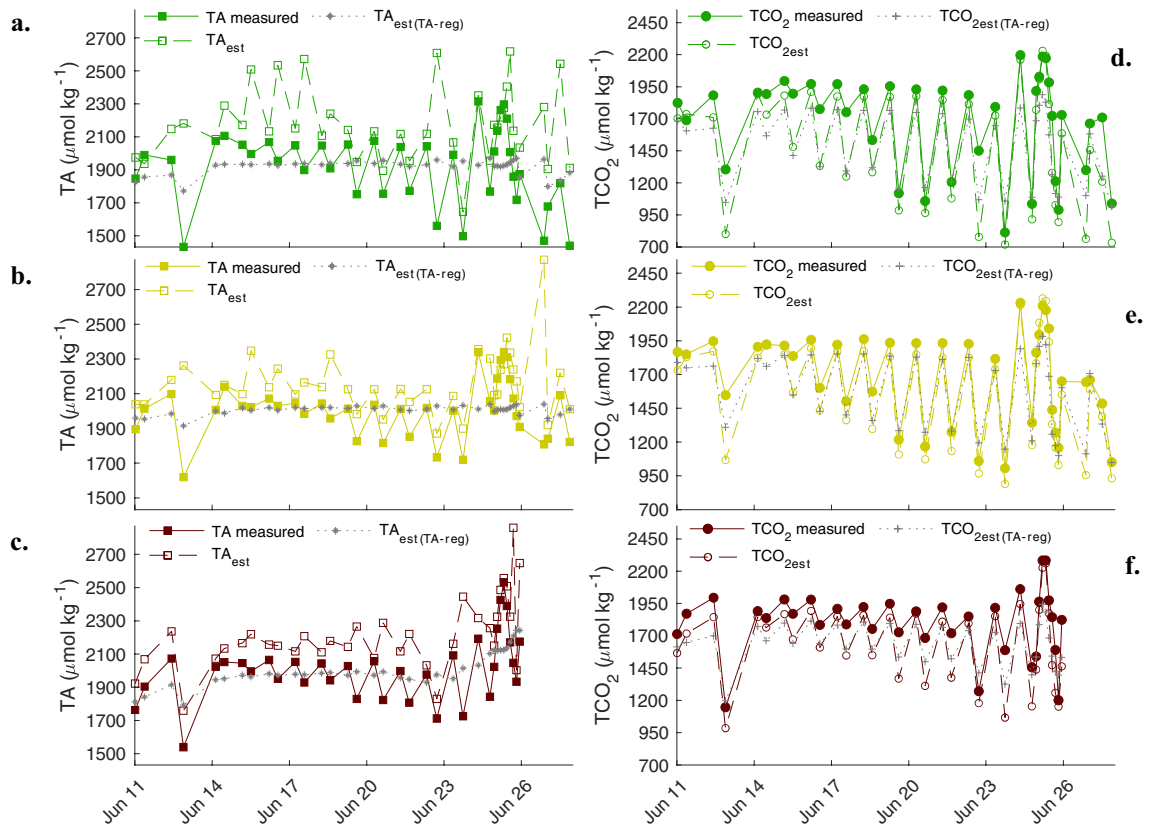 a.
TA measured
TA est (TA-reg)
TA est
TA (μmol kg⁻¹)
2700
2500
2300
2100
1900
1700
1500
d.
TCO₂ measured
TCO₂est (TA-reg)
TCO₂est
TCO₂ (μmol kg⁻¹)
2450
2200
1950
1700
1450
1200
950
700
b.
TA measured
TA est (TA-reg)
TA est
TA (μmol kg⁻¹)
2700
2500
2300
2100
1900
1700
1500
e.
TCO₂ measured
TCO₂est (TA-reg)
TCO₂est
TCO₂ (μmol kg⁻¹)
2450
2200
1950
1700
1450
1200
950
700
c.
TA measured
TA est (TA-reg)
TA est
TA (μmol kg⁻¹)
2700
2500
2300
2100
1900
1700
1500
Jun 11
Jun 14
Jun 17
Jun 20
Jun 23
Jun 26
f.
TCO₂ measured
TCO₂est (TA-reg)
TCO₂est
TCO₂ (μmol kg⁻¹)
2450
2200
1950
1700
1450
1200
950
700
Jun 11
Jun 14
Jun 17
Jun 20
Jun 23
Jun 26